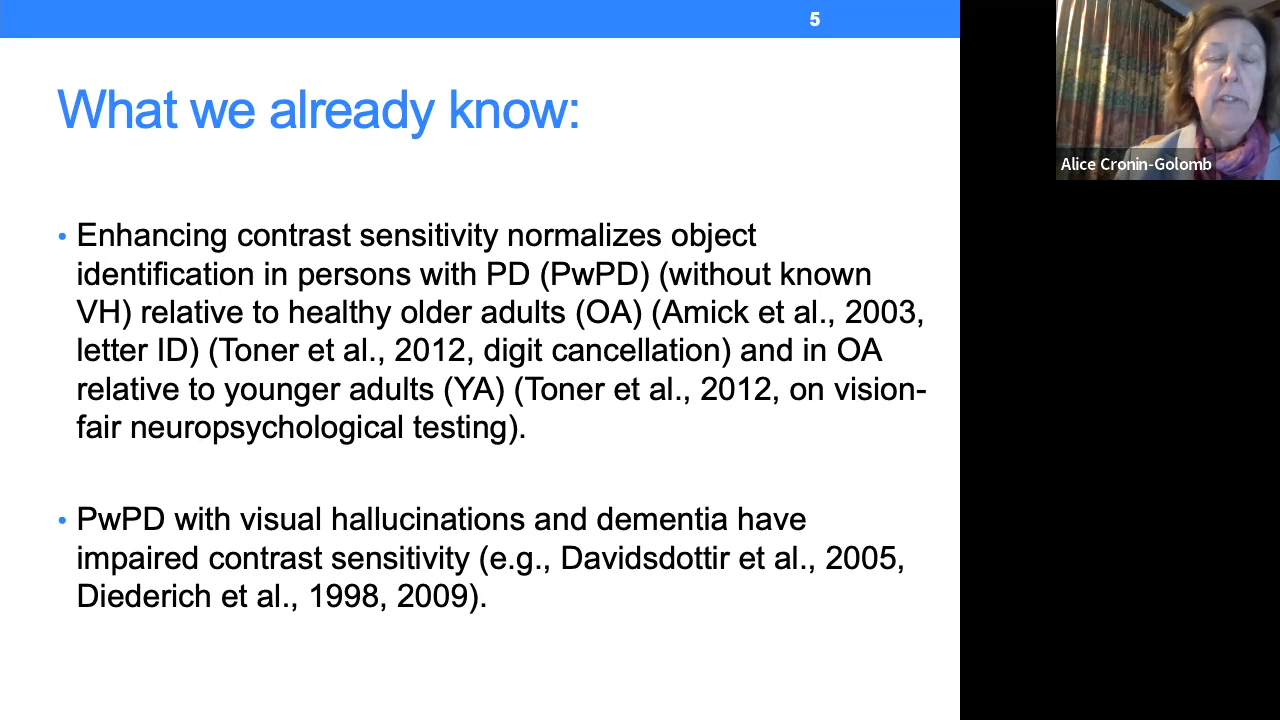 5
What we already know:
• Enhancing contrast sensitivity normalizes object
identification in persons with PD (PwPD) (without known
VH) relative to healthy older adults (OA) (Amick et al., 2003,
letter ID) (Toner et al., 2012, digit cancellation) and in OA
relative to younger adults (YA) (Toner et al., 2012, on vision-
fair neuropsychological testing).
• PwPD with visual hallucinations and dementia have
impaired contrast sensitivity (e.g., Davidsdottir et al., 2005,
Diederich et al., 1998, 2009).
Alice Cronin-Golomb